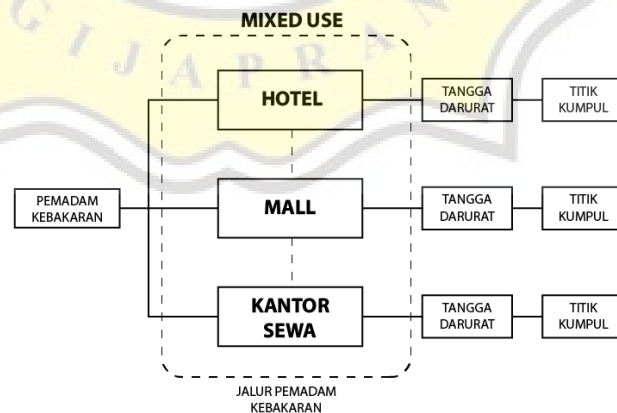 MIXED USE
HOTEL
TANGGA
DARURAT
TITIK
KUMPUL
PEMADAM
KEBAKARAN
MALL
TANGGA
DARURAT
TITIK
KUMPUL
KANTOR
SEWA
TANGGA
DARURAT
TITIK
KUMPUL
JALUR PEMADAM
KEBAKARAN